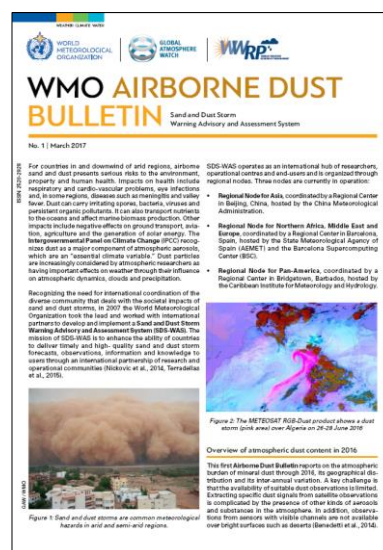 WEATHER CLIMATE WATER
WORLD
METEOROLOGICAL
ORGANIZATION
GLOBAL
ATMOSPHERE
WATCH
WWRP
WMO AIRBORNE DUST
BULLETIN
Sand and Dust Storm
Warning Advisory and Assessment System
No. 1 | March 2017
For countries in and downwind of arid regions, airborne
sand and dust presents serious risks to the environment,
property and human health. Impacts on health include
respiratory and cardio-vascular problems, eye infections
and, in some regions, diseases such as meningitis and valley
fever. Dust can carry irritating spores, bacteria, viruses and
persistent organic pollutants. It can also transport nutrients
to the oceans and affect marine biomass production. Other
impacts include negative effects on ground transport, avia-
tion, agriculture and the generation of solar energy. The
Intergovernmental Panel on Climate Change (IPCC) recog-
nizes dust as a major component of atmospheric aerosols,
which are an "essential climate variable." Dust particles
are increasingly considered by atmospheric researchers as
having important effects on weather through their influence
on atmospheric dynamics, clouds and precipitation.
Recognizing the need for international coordination of the
diverse community that deals with the societal impacts of
sand and dust storms, in 2007 the World Meteorological
Organization took the lead and worked with international
partners to develop and implement a Sand and Dust Storm
Warning Advisory and Assessment System (SDS-WAS). The
mission of SDS-WAS is to enhance the ability of countries
to deliver timely and high- quality sand and dust storm
forecasts, observations, information and knowledge to
users through an international partnership of research and
operational communities (Nickovic et al., 2014, Terradellas
et al., 2015).
Figure 1: Sand and dust storms are common meteorological
hazards in arid and semi-arid regions.
SDS-WAS operates as an international hub of researchers,
operational centres and end-users and is organized through
regional nodes. Three nodes are currently in operation:
• Regional Node for Asia, coordinated by a Regional Center
in Beijing, China, hosted by the China Meteorological
Administration.
• Regional Node for Northern Africa, Middle East and
Europe, coordinated by a Regional Center in Barcelona,
Spain, hosted by the State Meteorological Agency of
Spain (AEMET) and the Barcelona Supercomputing
Center (BSC).
• Regional Node for Pan-America, coordinated by a
Regional Center in Bridgetown, Barbados, hosted by
the Caribbean Institute for Meteorology and Hydrology.
Figure 2: The METEOSAT RGB-Dust product shows a dust
storm (pink area) over Algeria on 26-28 June 2016
Overview of atmospheric dust content in 2016
This first Airborne Dust Bulletin reports on the atmospheric
burden of mineral dust through 2016, its geographical dis-
tribution and its inter-annual variation. A key challenge is
that the availability of suitable dust observations is limited.
Extracting specific dust signals from satellite observations
is complicated by the presence of other kinds of aerosols
and substances in the atmosphere. In addition, observa-
tions from sensors with visible channels are not available
over bright surfaces such as deserts (Benedetti et al., 2014).